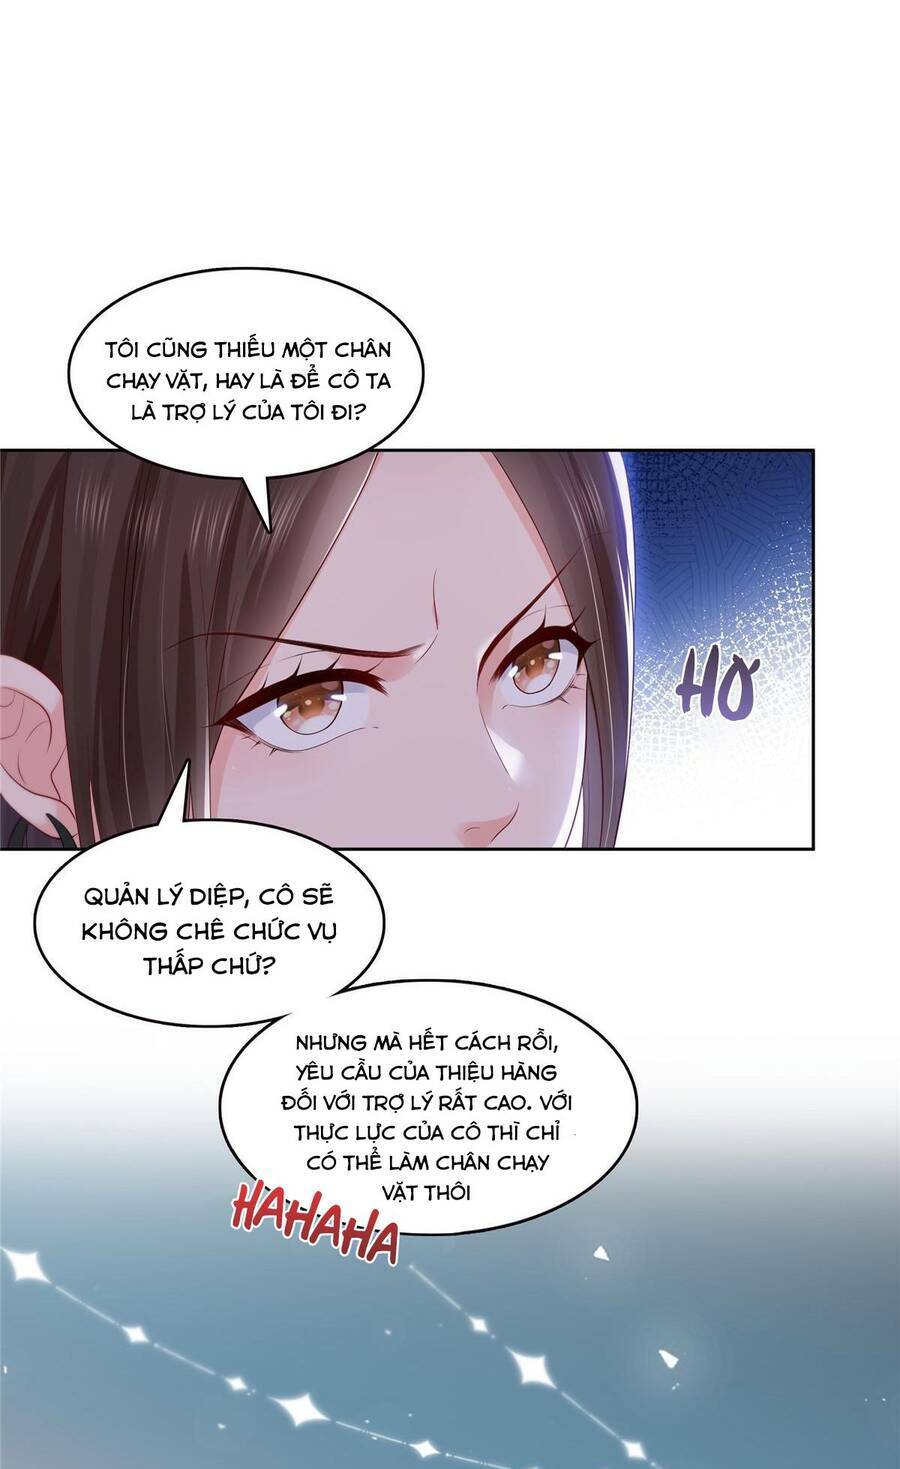 TÔI CŨNG THIẾU MỘT CHÂN
CHẠY VẶT, HAY LÀ ĐỂ CÔ TA
LÀ TRỢ LÝ CỦA TÔI ĐI?
HƠ
QUẢN LÝ DIỆP, CÔ SẼ
KHÔNG CHÊ CHỨC VỤ
THẤP CHỨ?
NHƯNG MÀ HẾT CÁCH RỒI,
YÊU CẦU CỦA THIỆU HÀNG
ĐỐI VỚI TRỢ LÝ RẤT CAO. VỚI
THỰC LỰC CỦA CÔ THÌ CHỈ
CÓ THỂ LÀM CHÂN CHẠY
VẶT THÔI
HAHAHA